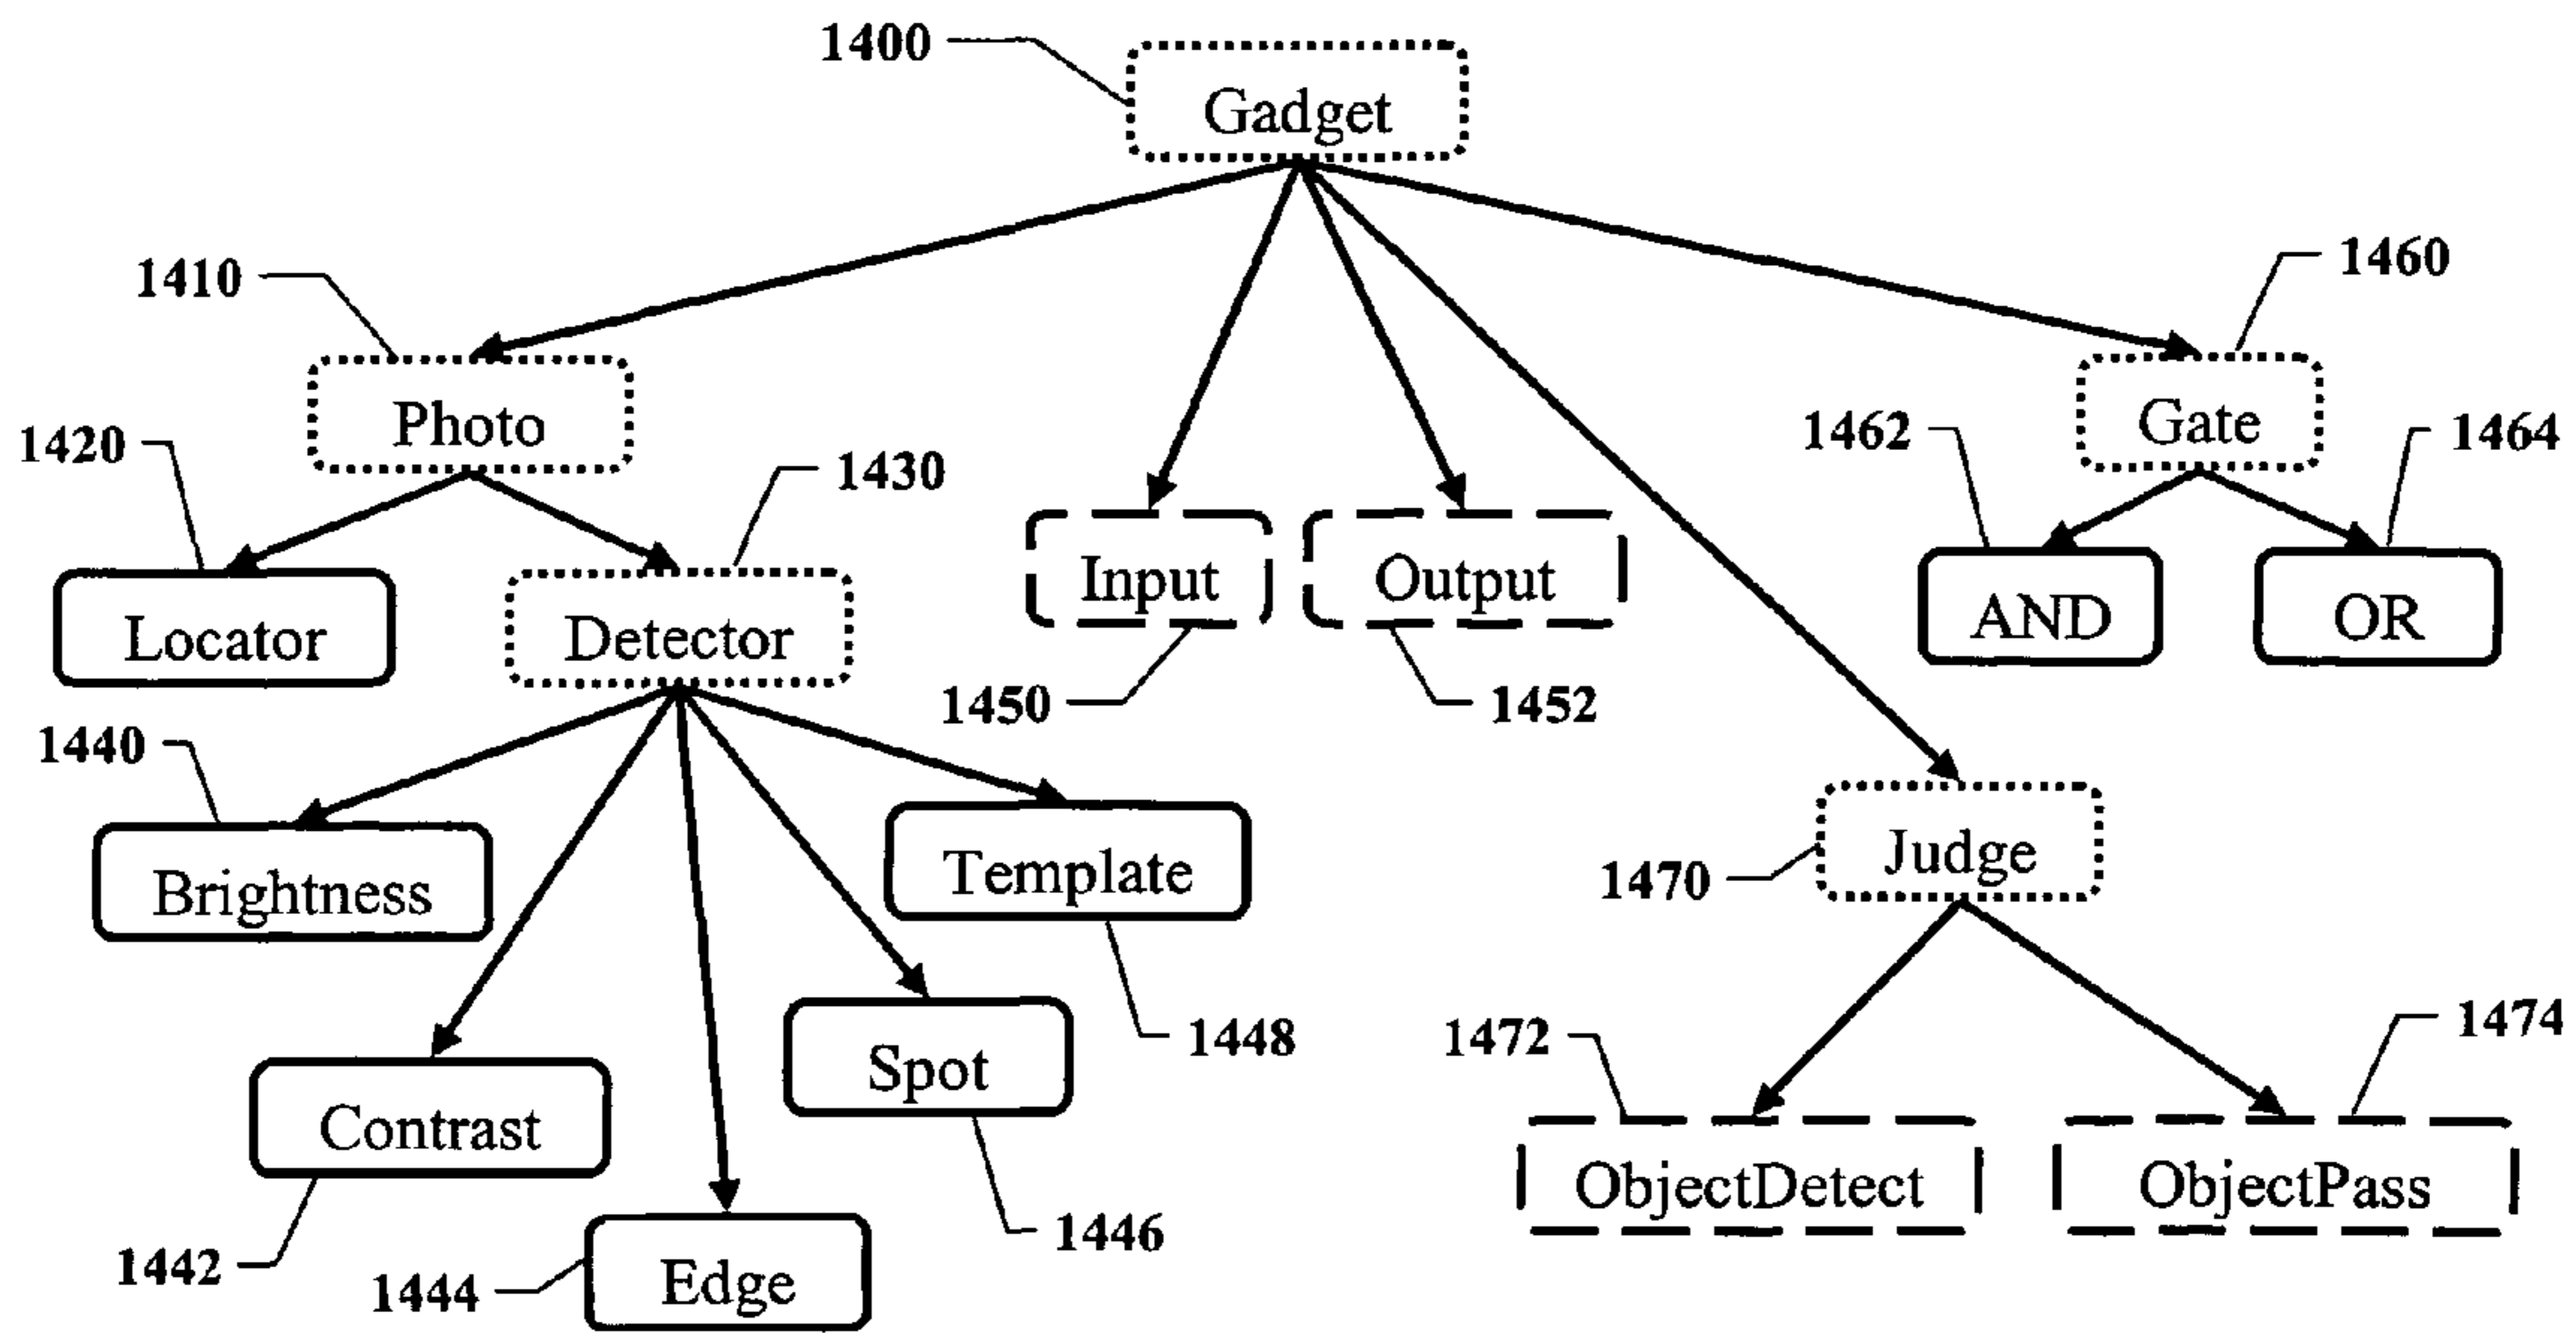 1400
Gadget
1410
1460
Photo
Gate
1420
1430
1462
1464
Locator
Detector
Input
Output
AND
OR
1450
1452
1440
Brightness
Template
1470
Judge
1448
1472
1474
Contrast
Spot
ObjectDetect
ObjectPass
1442
1444
Edge
1446